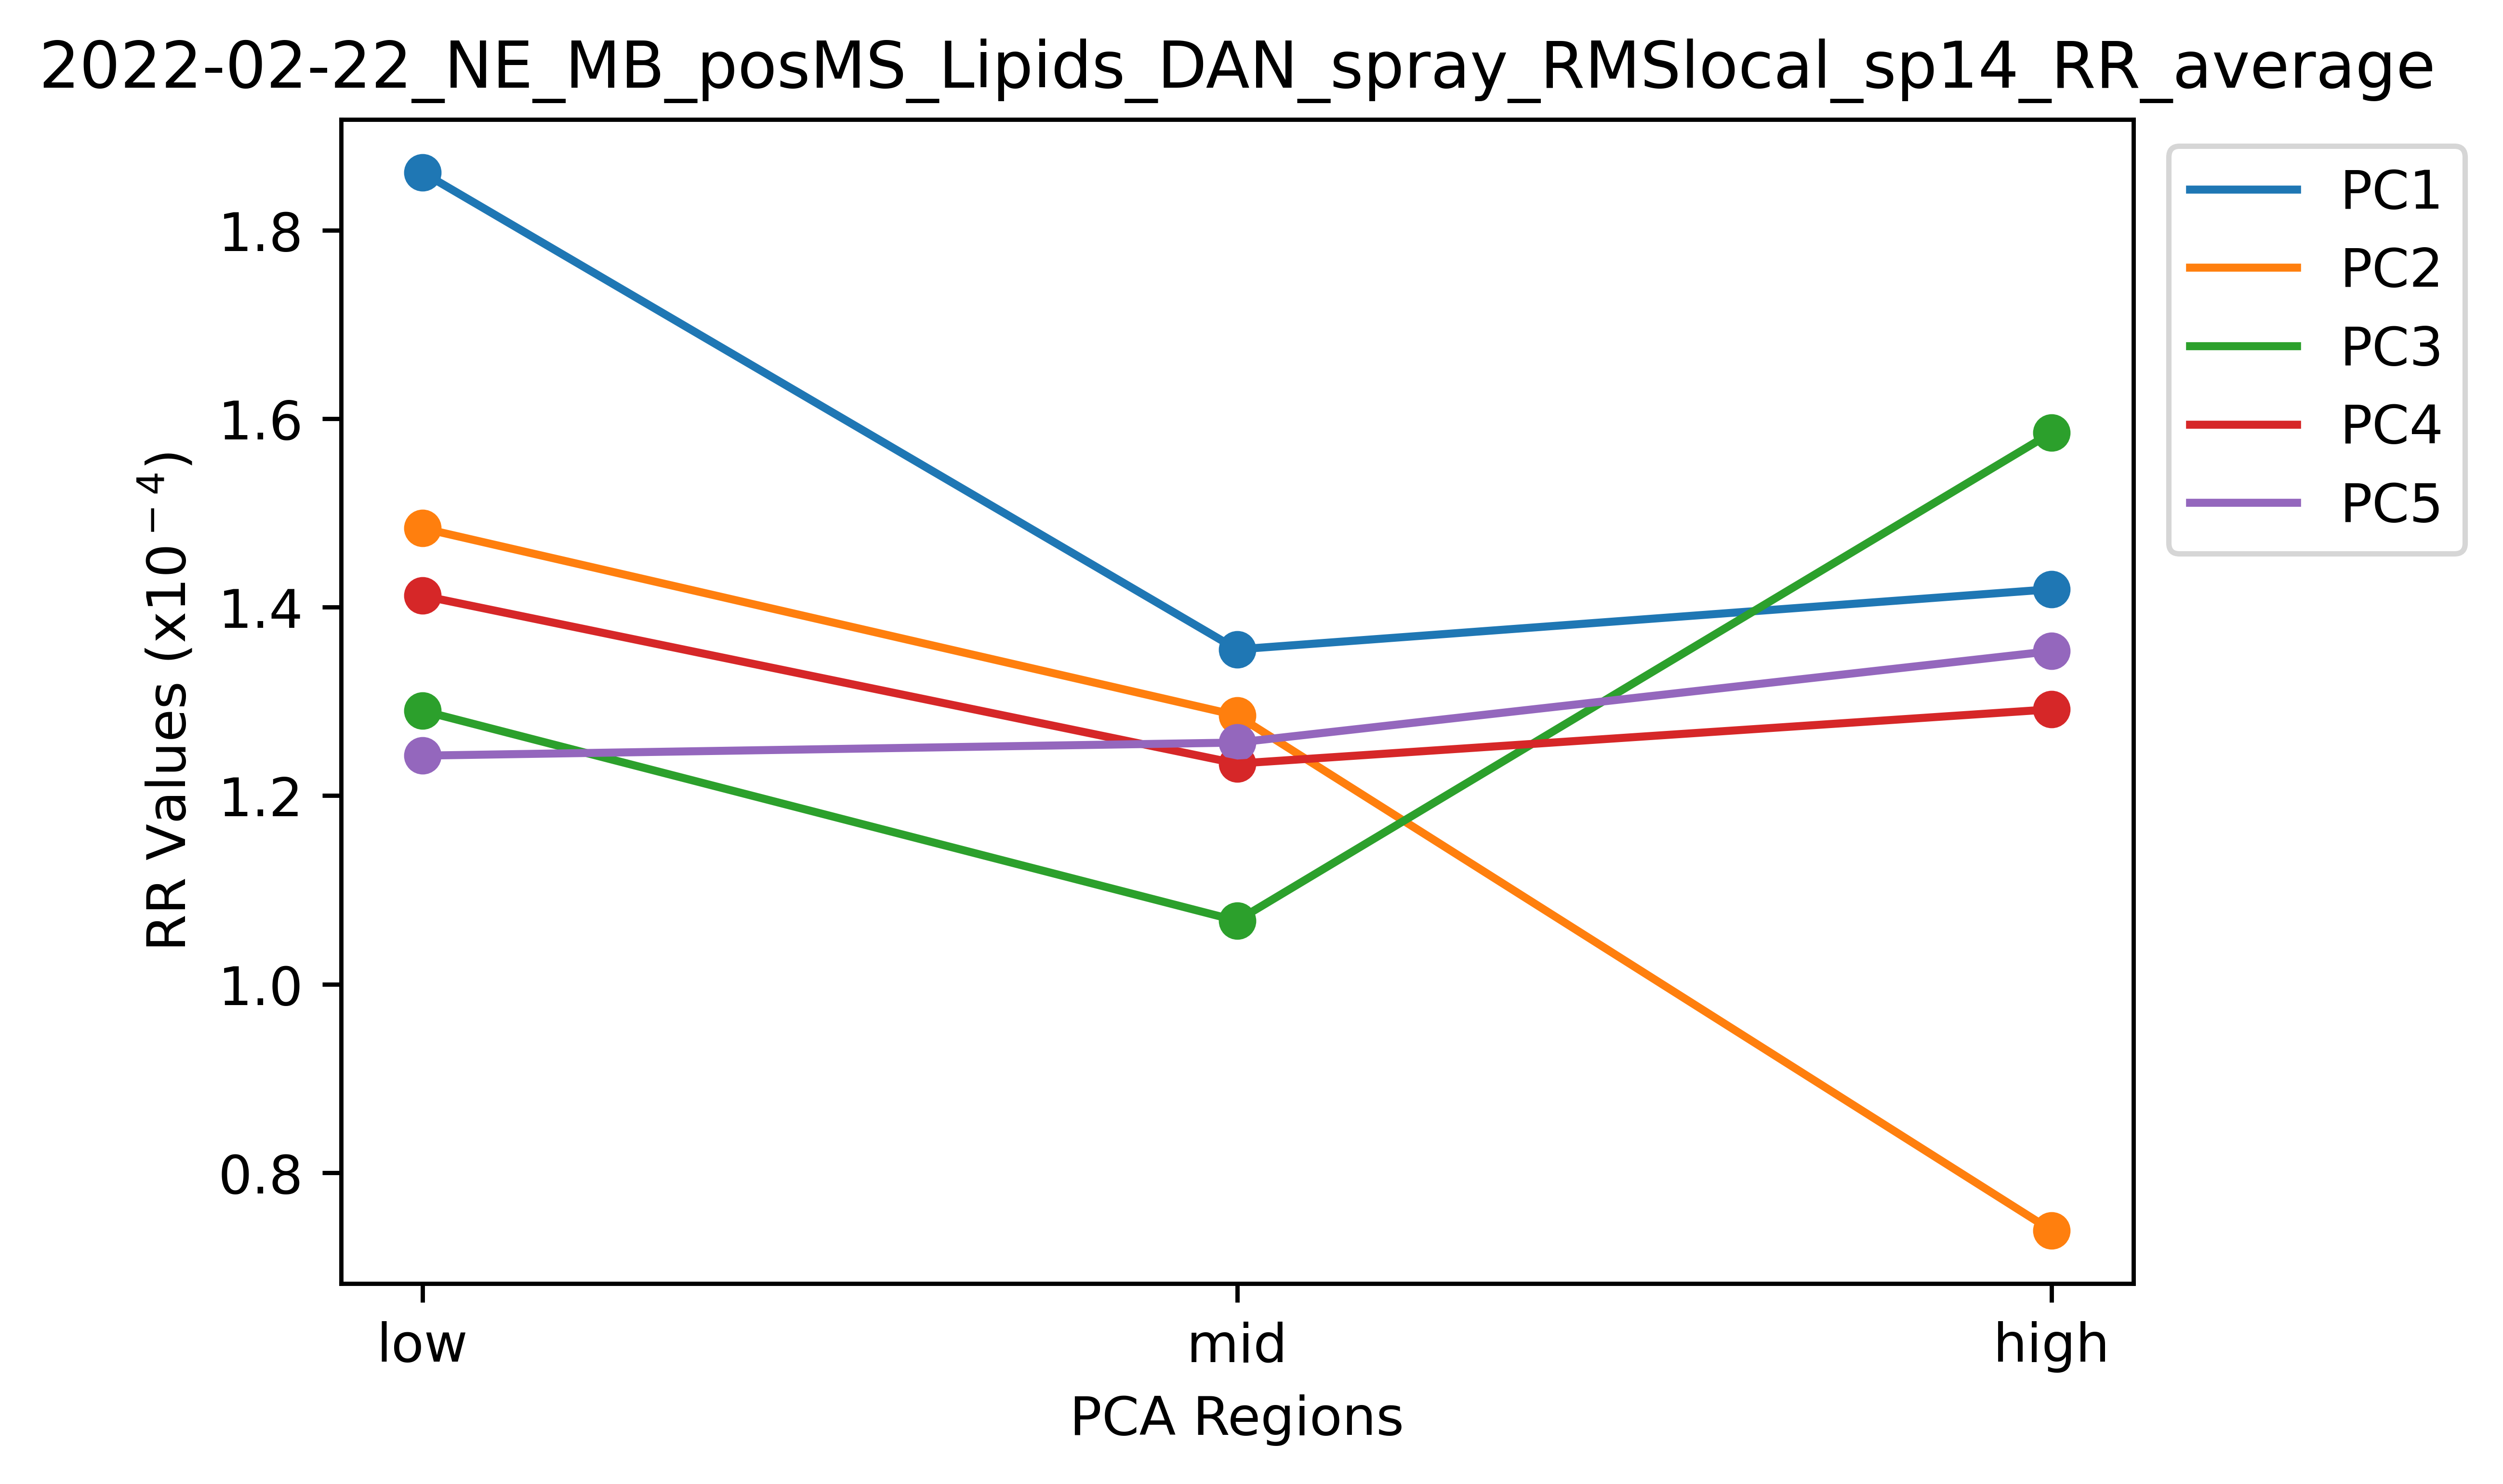 2022-02-22_NE_MB_posMS_Lipids_DAN_spray_RMSlocal_sp14_RR_average
PC1
PC2
PC3
PC4
PC5
RR Values (x10⁻⁴)
1.8
1.6
1.4
1.2
1.0
0.8
low mid high
PCA Regions